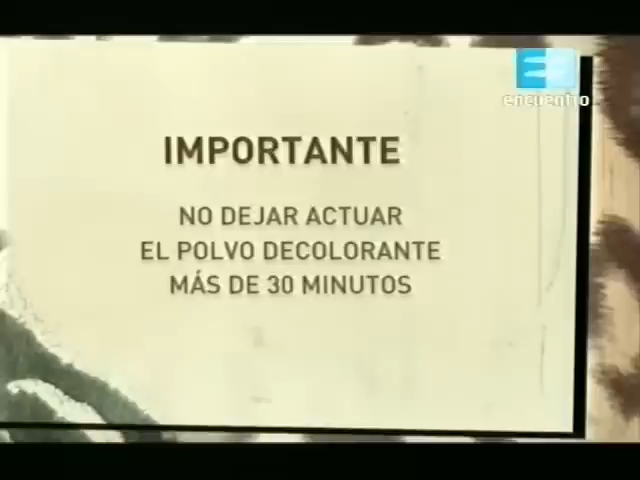 encuentro
IMPORTANTE
NO DEJAR ACTUAR
EL POLVO DECOLORANTE
MÁS DE 30 MINUTOS